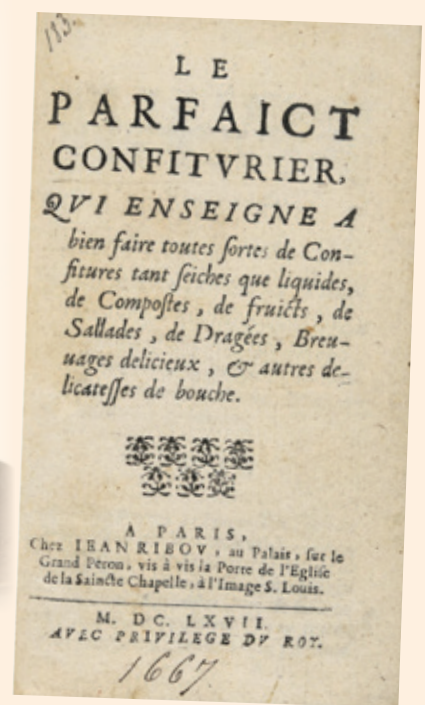 183.
LE
PARFAICT
CONFITVRIER,
QVI ENSEIGNE A
bien faire toutes ſortes de Con-
fitures tant ſeiches que liquides,
de Compoſtes, de fruicts, de
Sallades, de Dragées, Breu-
uages delicieux, & autres de-
licateſſes de bouche.
A PARIS,
Chez IEAN RIBOV, au Palais, ſur le
Grand Peron, vis à vis la Porte de l'Egliſe
de la Saincte Chapelle, à l'Image S. Louis.
M. DC. LXVII.
AVEC PRIVILEGE DV ROY.
1667